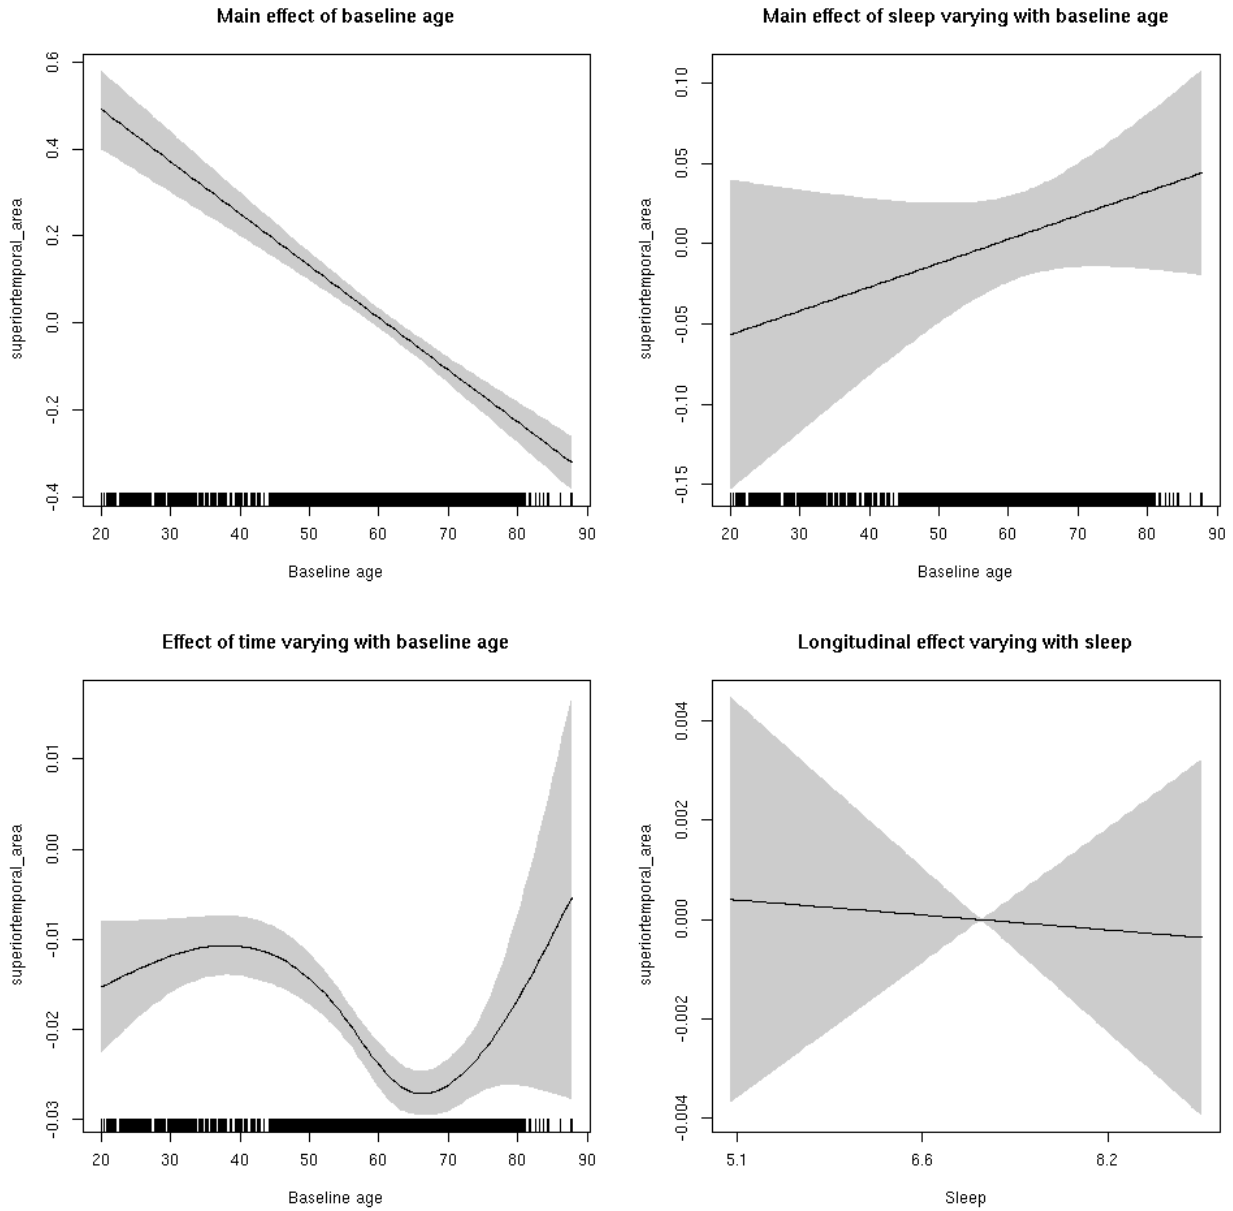 Main effect of baseline age
superiortemporal_area
0.6
0.4
0.2
0.0
-0.2
-0.4
20 30 40 50 60 70 80 90
Baseline age
Main effect of sleep varying with baseline age
superiortemporal_area
0.10
0.05
0.00
-0.05
-0.10
-0.15
20 30 40 50 60 70 80 90
Baseline age
Effect of time varying with baseline age
superiortemporal_area
0.01
0.00
-0.01
-0.02
-0.03
20 30 40 50 60 70 80 90
Baseline age
Longitudinal effect varying with sleep
superiortemporal_area
0.004
0.002
0.000
-0.002
-0.004
5.1 6.6 8.2
Sleep